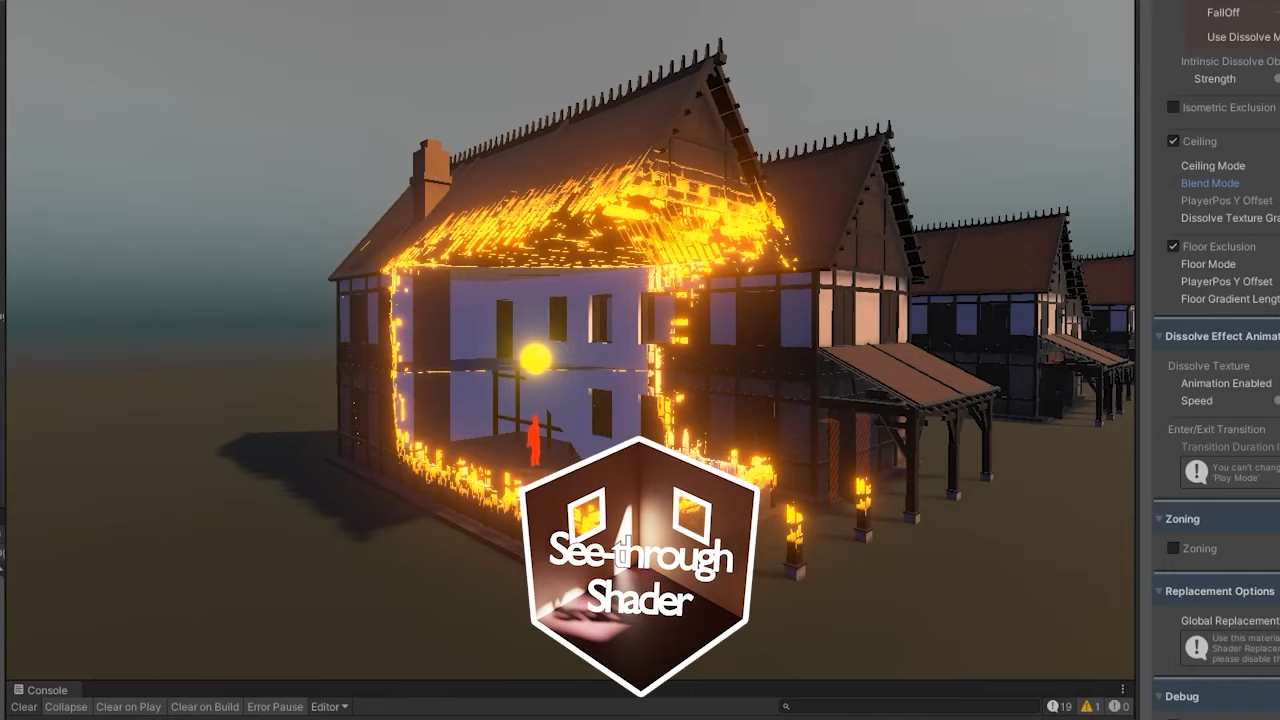 FallOff
Use Dissolve M
Intrinsic Dissolve Ob
Strength
Isometric Exclusion
Ceiling
Ceiling Mode
Blend Mode
PlayerPos Y Offset
Dissolve Texture Gra
Floor Exclusion
Floor Mode
PlayerPos Y Offset
Floor Gradient Lengt
Dissolve Effect Animat
Dissolve Texture
Animation Enabled
Speed
Enter/Exit Transition
Transition Duration I
You can't chang
'Play Mode'
Zoning
Zoning
Replacement Options
Global Replacement
Use this materia
Shader Replace
please disable th
Debug
See-through
Shader
Console
Clear Collapse Clear on Play Clear on Build Error Pause Editor
19 1 0